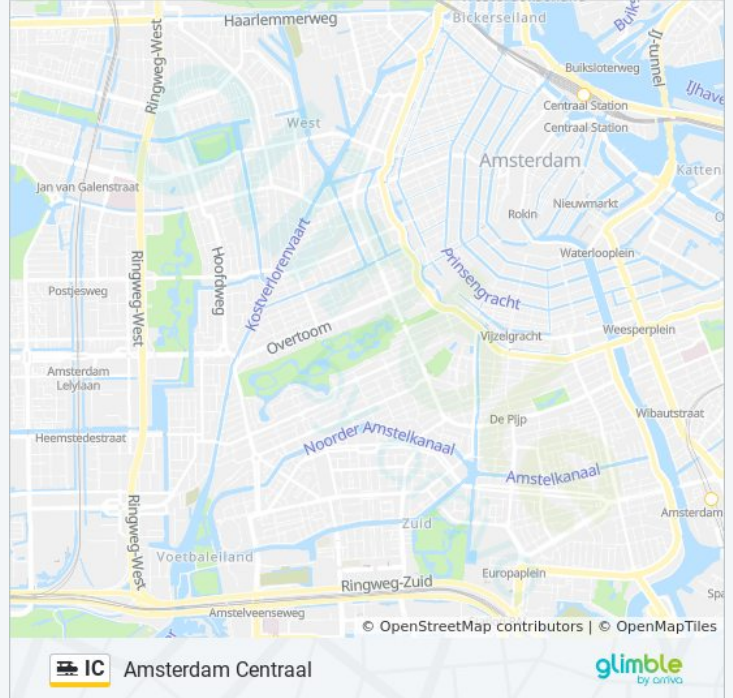 Haarlemmerweg
Bickerseiland
Buiks
IJ-tunnel
Ringweg-West
Buiksloterweg
Centraal Station
IJhave
West
Centraal Station
Amsterdam
Katten
Jan van Galenstraat
Nieuwmarkt
Rokin
Kostverlorenvaart
Waterlooplein
Ringweg-West
Hoofdweg
Prinsengracht
Postjesweg
Overtoom
Vijzelgracht
Weesperplein
Amsterdam
Lelylaan
Wibautstraat
De Pijp
Heemstedestraat
Noorder Amstelkanaal
Amstelkanaal
Ringweg-West
Amsterdam
Zuid
Voetbaleiland
Europaplein
Ringweg-Zuid
Spa
Amstelveenseweg
er
© OpenStreetMap contributors | © OpenMapTiles
IC Amsterdam Centraal
glimble
by arriva